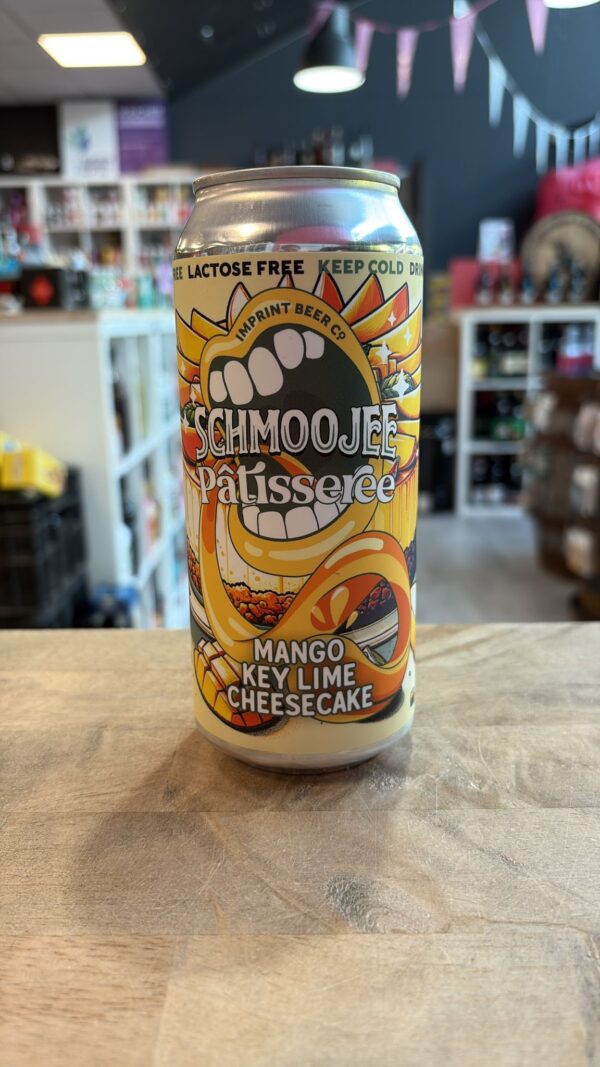 LACTOSE FREE KEEP COLD
IMPRINT BEER CO
SCHMOOJEE
Pâtisseree
MANGO
KEY LIME
CHEESECAKE